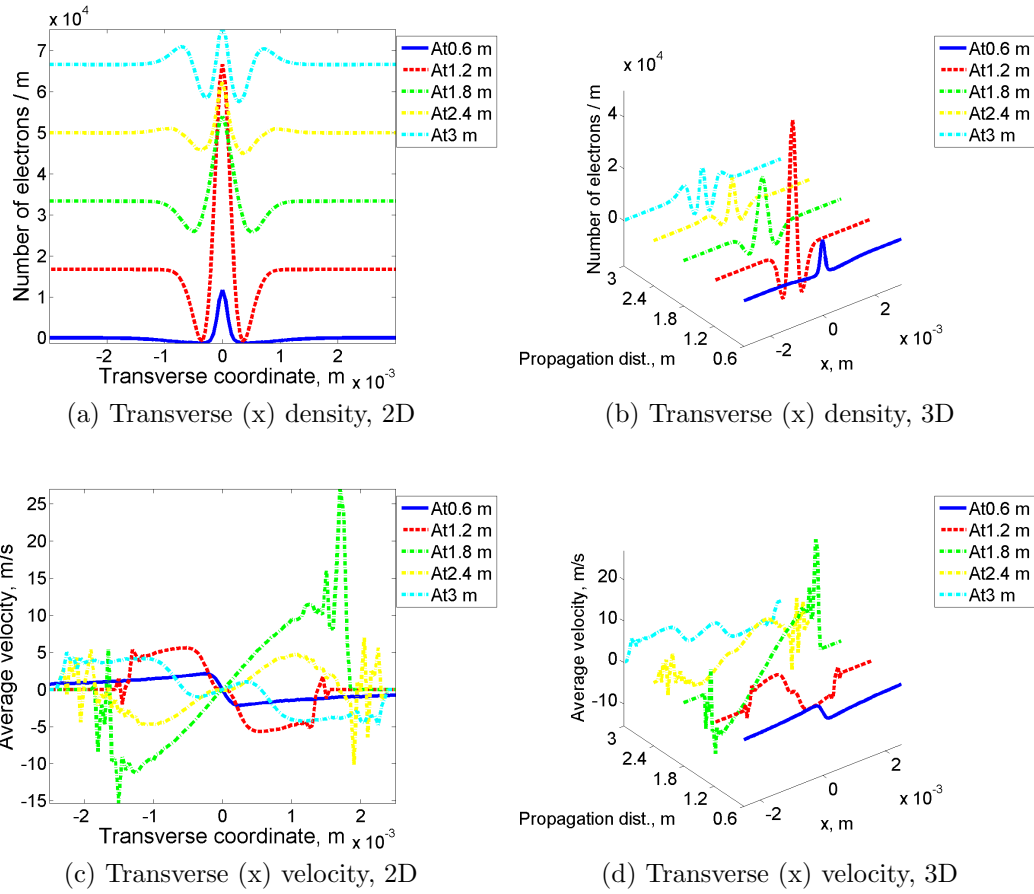 x 10⁴
7
6
5
4
3
2
1
0
Number of electrons / m
-2 -1 0 1 2
Transverse coordinate, m x 10⁻³
At0.6 m
At1.2 m
At1.8 m
At2.4 m
At3 m
(a) Transverse (x) density, 2D
x 10⁴
4
2
0
Number of electrons / m
3
2.4
1.8
1.2
0.6
Propagation dist., m
-2 0 2
x 10⁻³
x, m
At0.6 m
At1.2 m
At1.8 m
At2.4 m
At3 m
(b) Transverse (x) density, 3D
25
20
15
10
5
0
-5
-10
-15
Average velocity, m/s
-2 -1 0 1 2
Transverse coordinate, m x 10⁻³
At0.6 m
At1.2 m
At1.8 m
At2.4 m
At3 m
(c) Transverse (x) velocity, 2D
20
10
0
-10
Average velocity, m/s
3
2.4
1.8
1.2
0.6
Propagation dist., m
-2 0 2
x 10⁻³
x, m
At0.6 m
At1.2 m
At1.8 m
At2.4 m
At3 m
(d) Transverse (x) velocity, 3D